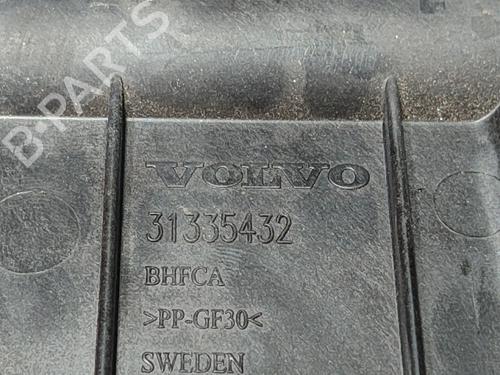 B-PARTS
VOLVO
31335432
BHFCA
>PP-GF30<
SWEDEN